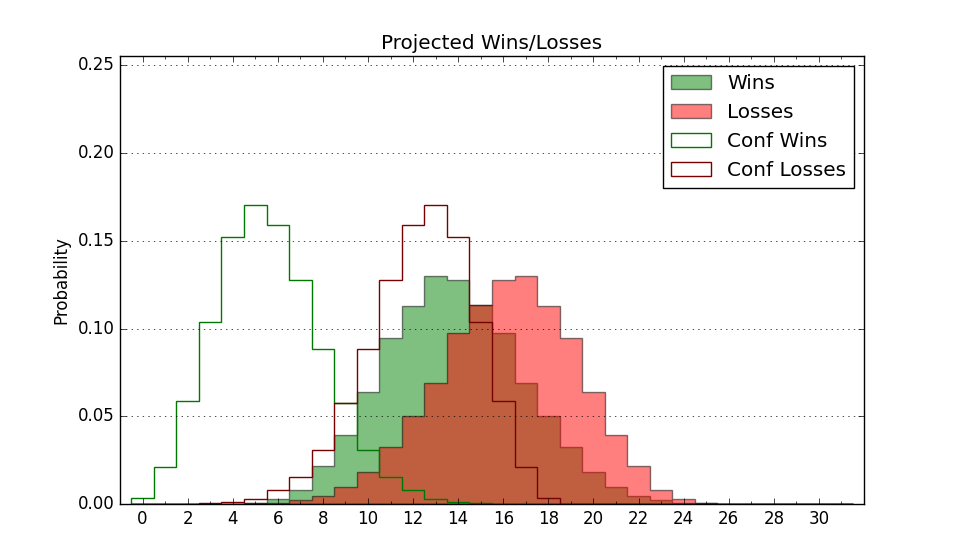 Projected Wins/Losses
0.25
0.20
0.15
0.10
0.05
0.00
Probability
Wins
Losses
Conf Wins
Conf Losses
0 2 4 6 8 10 12 14 16 18 20 22 24 26 28 30